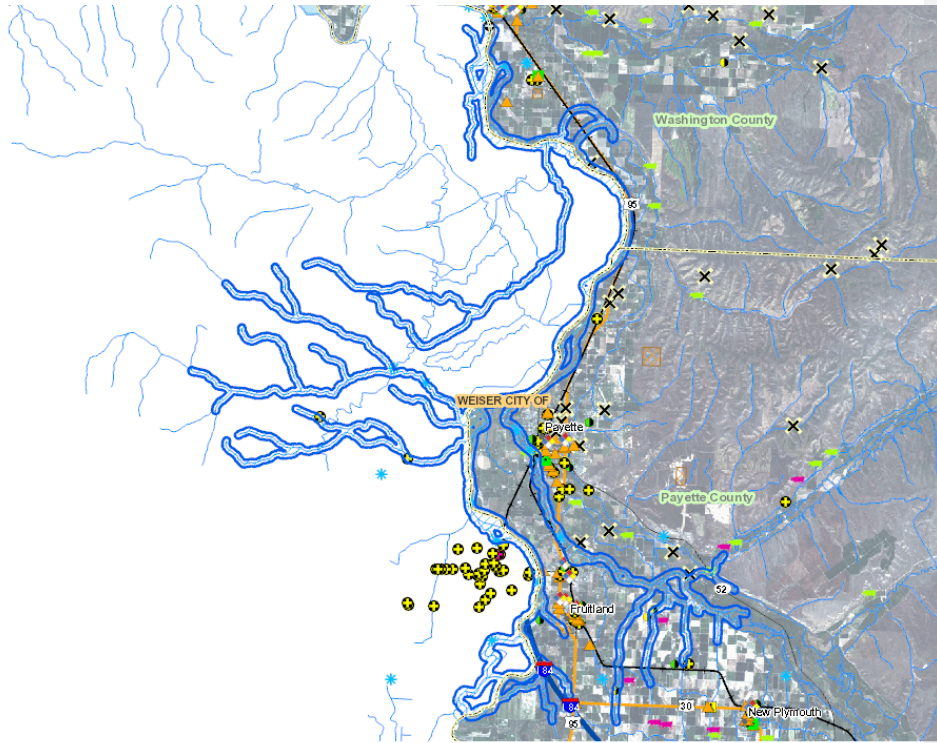 Washington County
95
WEISER CITY OF
Payette
Payette County
52
Fruitland
84
84
30
New Plymouth
95